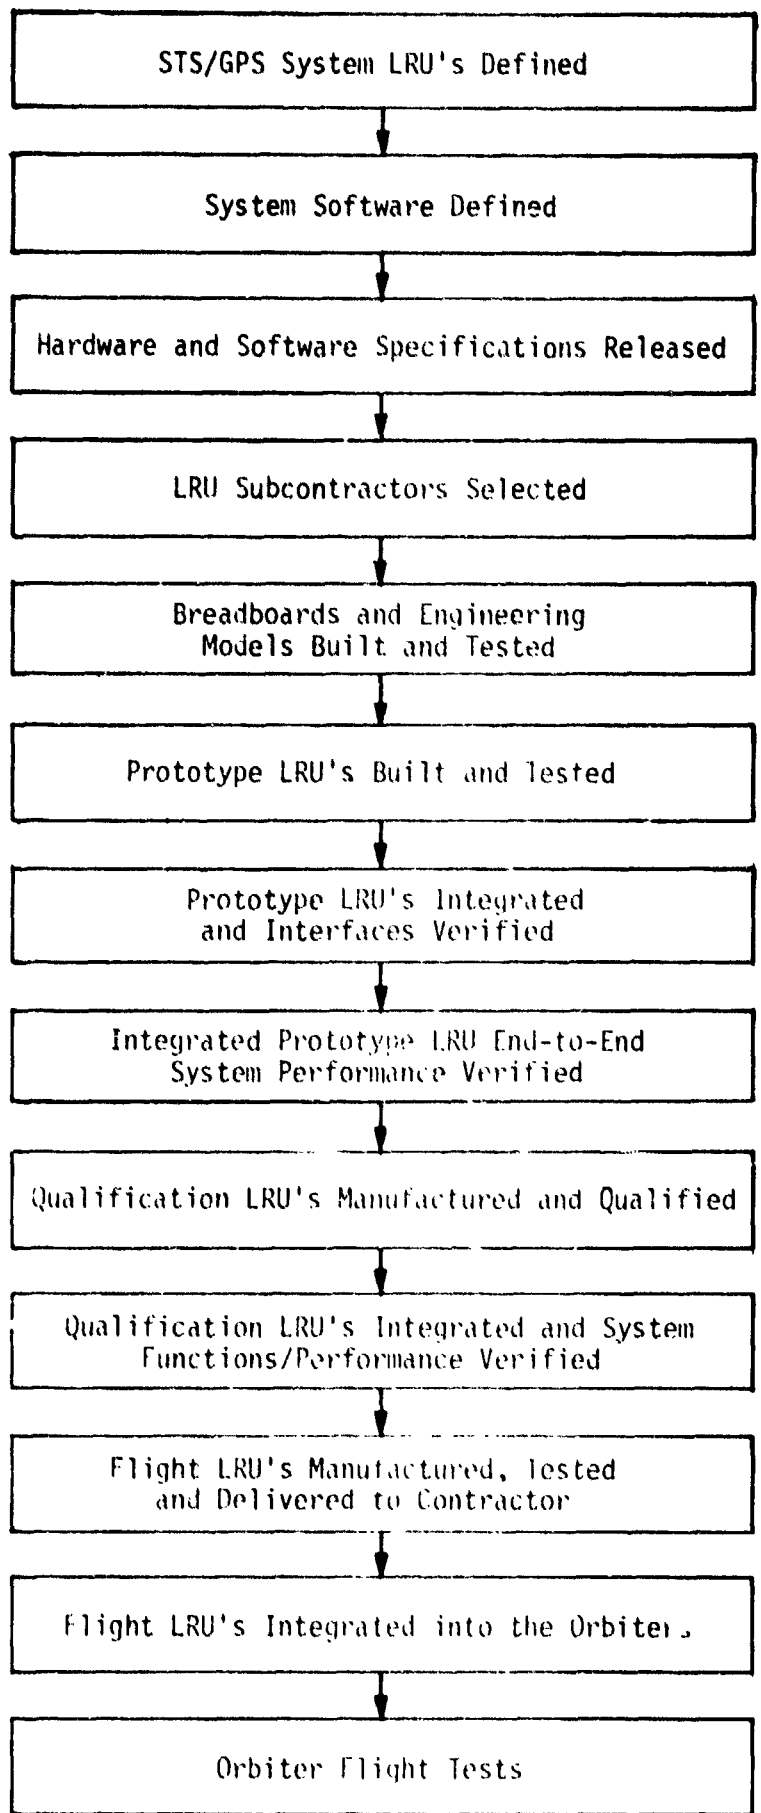 STS/GPS System LRU's Defined
System Software Defined
Hardware and Software Specifications Released
LRU Subcontractors Selected
Breadboards and Engineering
Models Built and Tested
Prototype LRU's Built and Tested
Prototype LRU's Integrated
and Interfaces Verified
Integrated Prototype LRU End-to-End
System Performance Verified
Qualification LRU's Manufactured and Qualified
Qualification LRU's Integrated and System
Functions/Performance Verified
Flight LRU's Manufactured, Tested
and Delivered to Contractor
Flight LRU's Integrated into the Orbiters
Orbiter Flight Tests